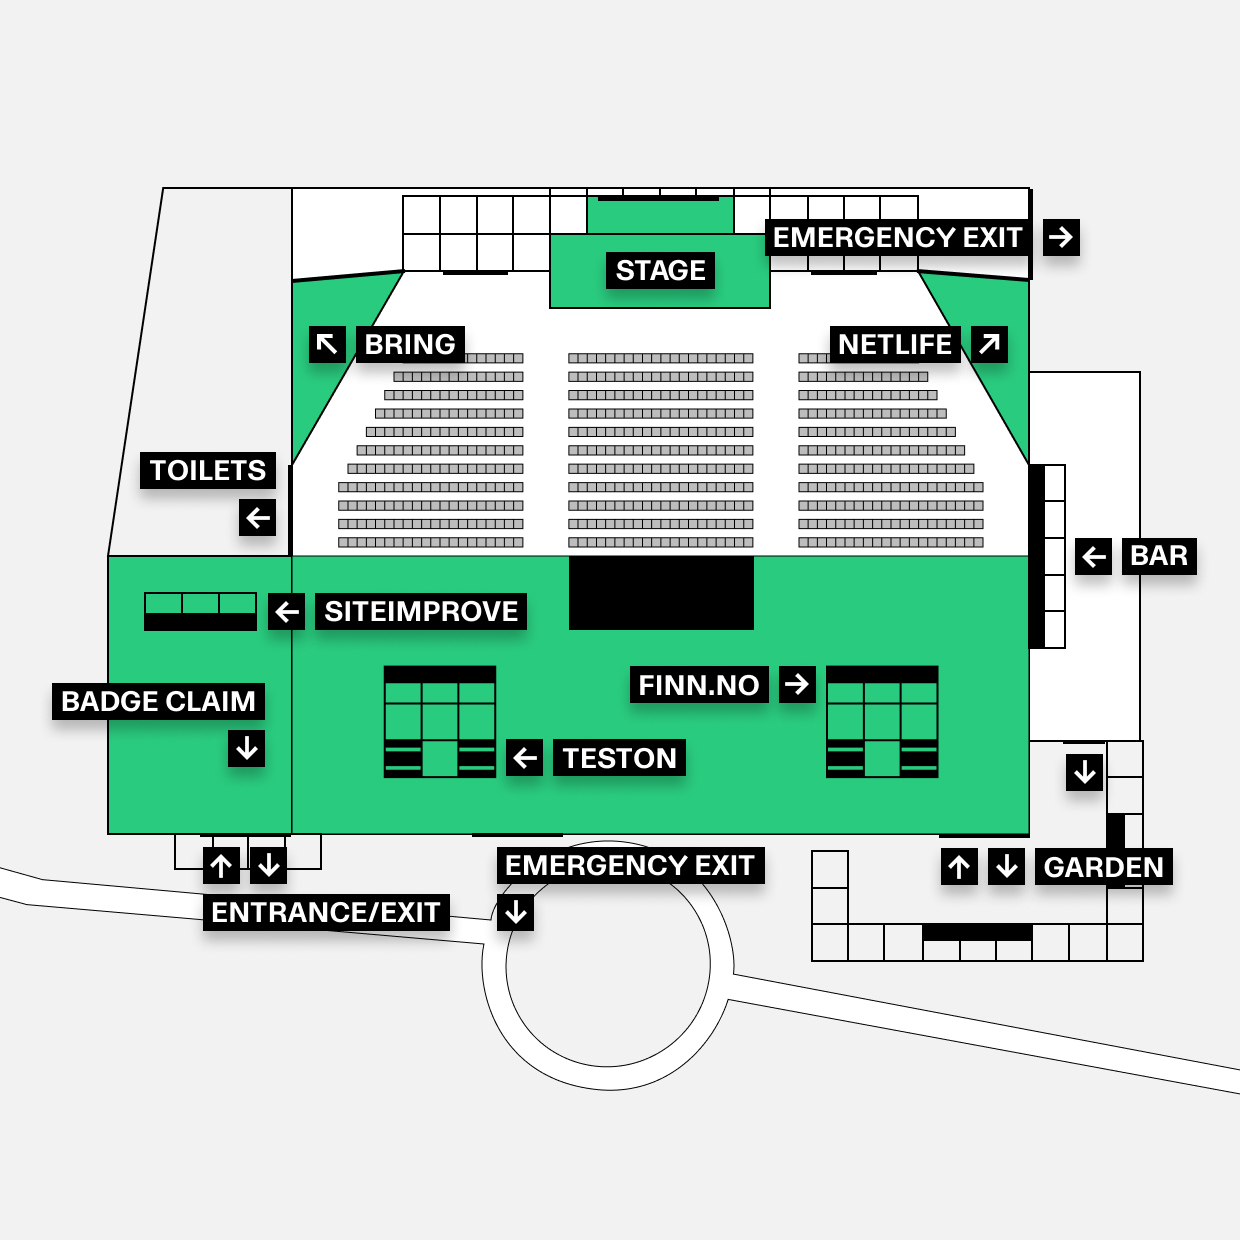 EMERGENCY EXIT →
STAGE
↖ BRING
NETLIFE ↗
TOILETS
←
← BAR
← SITEIMPROVE
BADGE CLAIM
↓
FINN.NO →
← TESTON
↓
↑ ↓
ENTRANCE/EXIT
EMERGENCY EXIT
↓
↑ ↓ GARDEN